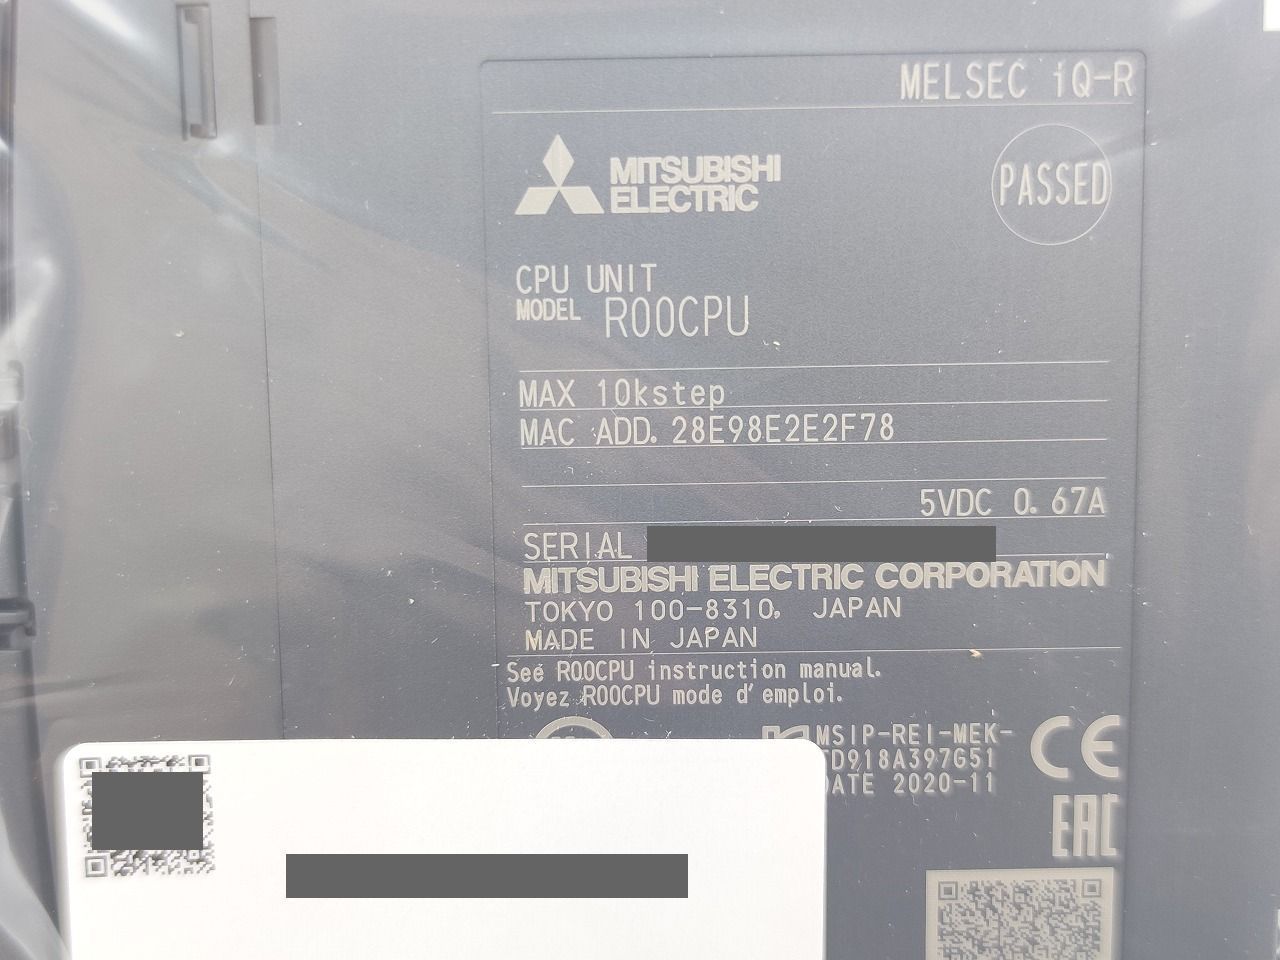 MELSEC iQ-R
MITSUBISHI
ELECTRIC
PASSED
CPU UNIT
MODEL R00CPU
MAX 10kstep
MAC ADD. 28E98E2E2F78
5VDC 0.67A
SERIAL
MITSUBISHI ELECTRIC CORPORATION
TOKYO 100-8310, JAPAN
MADE IN JAPAN
See R00CPU instruction manual.
Voyez R00CPU mode d'emploi.
MSIP-REI-MEK-
TD918A397G51
DATE 2020-11
CE
EAC